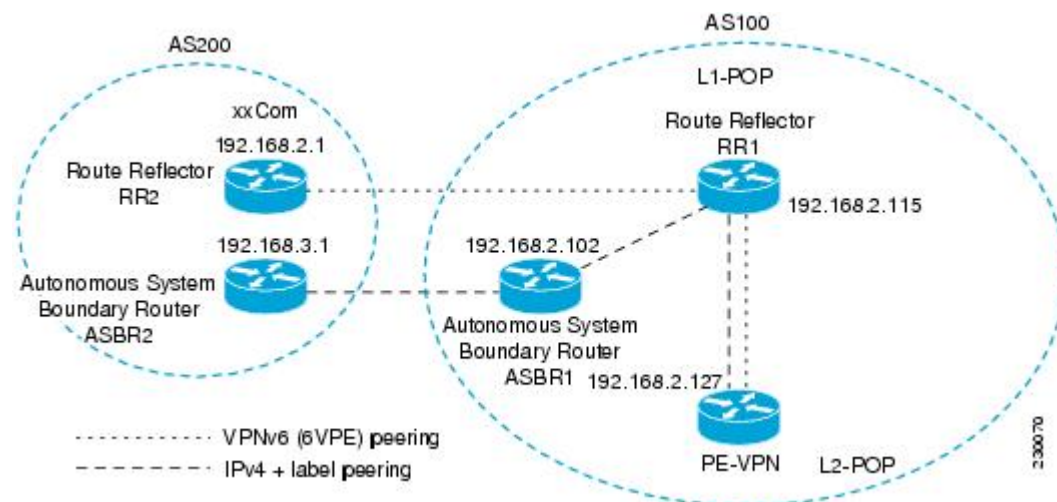 AS200
AS100
L1-POP
xxCom
192.168.2.1
Route Reflector
RR2
Route Reflector
RR1
192.168.2.115
192.168.3.1
192.168.2.102
Autonomous System
Boundary Router
ASBR2
Autonomous System
Boundary Router
ASBR1
192.168.2.127
VPNv6 (6VPE) peering
IPv4 + label peering
PE-VPN
L2-POP
230070